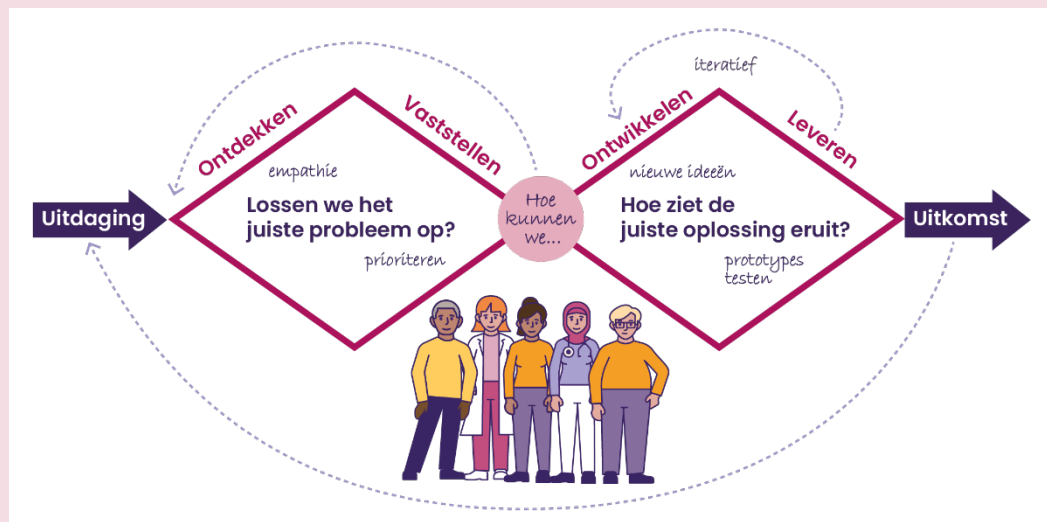 iteratief
Ontdekken
Vaststellen
Ontwikkelen
Leveren
empathie
nieuwe ideeën
Uitdaging
Lossen we het
juiste probleem op?
Hoe
kunnen
we...
Hoe ziet de
juiste oplossing eruit?
Uitkomst
prioriteren
prototypes
testen